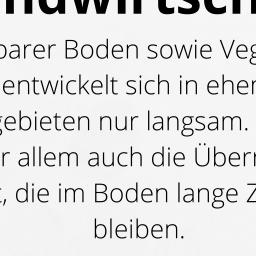 ndwirtsch
barer Boden sowie Veg
entwickelt sich in eher
gebieten nur langsam.
r allem auch die Über
, die im Boden lange Z
bleiben.